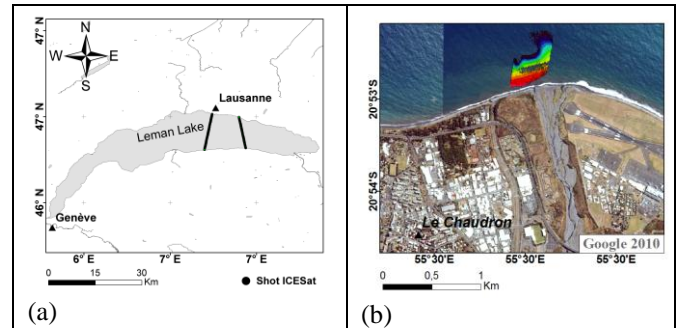 47° N
N
W
E
S
Lausanne
47° N
Leman Lake
46° N
Genève
6° E
7° E
7° E
0 15 30
Km
Shot ICESat
(a)
20°53'S
20°54'S
Le Chaudron
Google 2010
55°30'E
55°30'E
55°30'E
0 0,5 1
Km
(b)